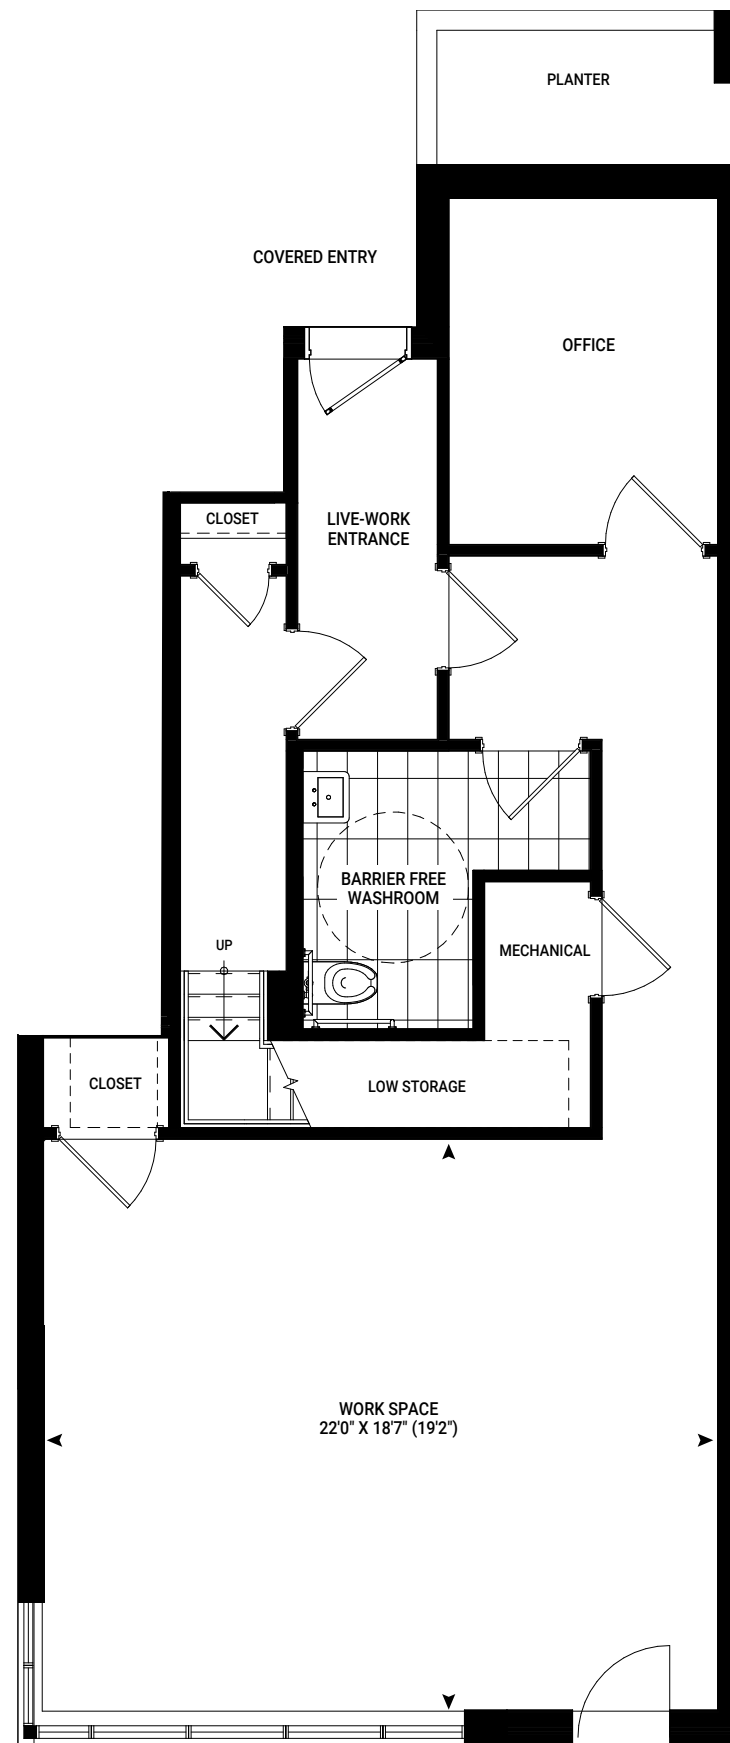 PLANTER
COVERED ENTRY
OFFICE
CLOSET
LIVE-WORK
ENTRANCE
BARRIER FREE
WASHROOM
UP
MECHANICAL
CLOSET
LOW STORAGE
WORK SPACE
22'0" X 18'7" (19'2")